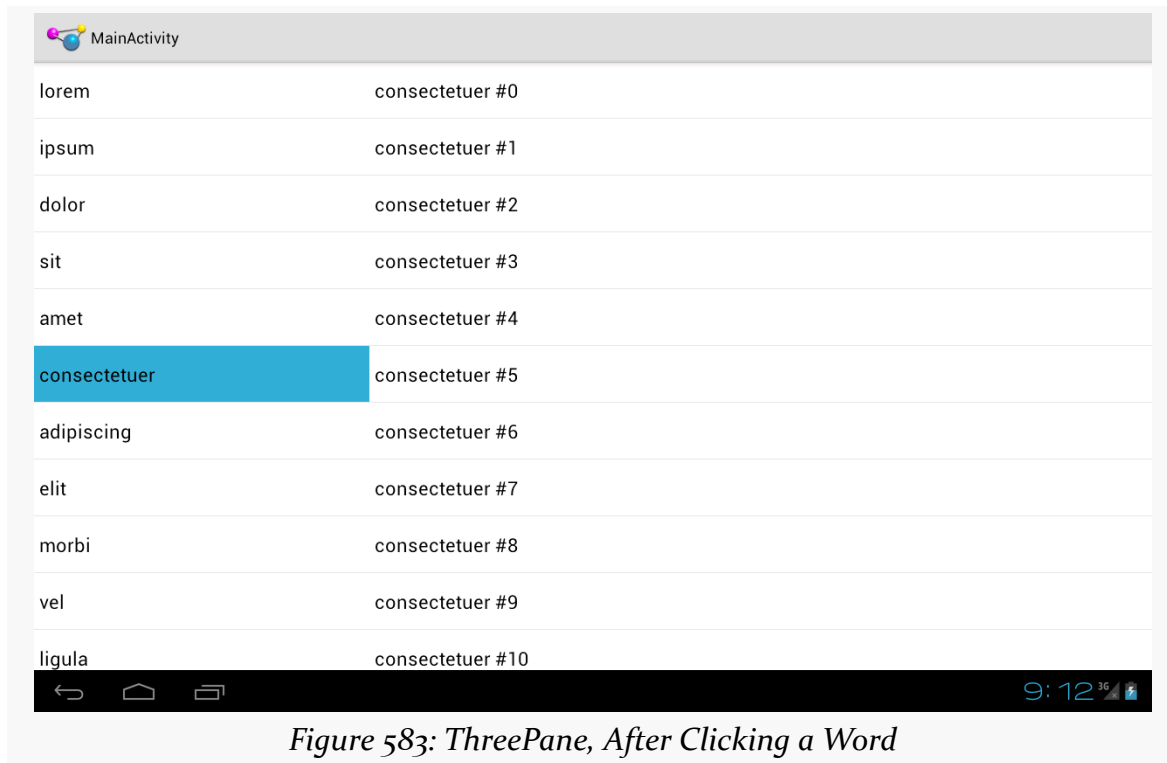 MainActivity
lorem consectetuer #0
ipsum consectetuer #1
dolor consectetuer #2
sit consectetuer #3
amet consectetuer #4
consectetuer consectetuer #5
adipiscing consectetuer #6
elit consectetuer #7
morbi consectetuer #8
vel consectetuer #9
ligula consectetuer #10
9:12 3G
Figure 583: ThreePane, After Clicking a Word